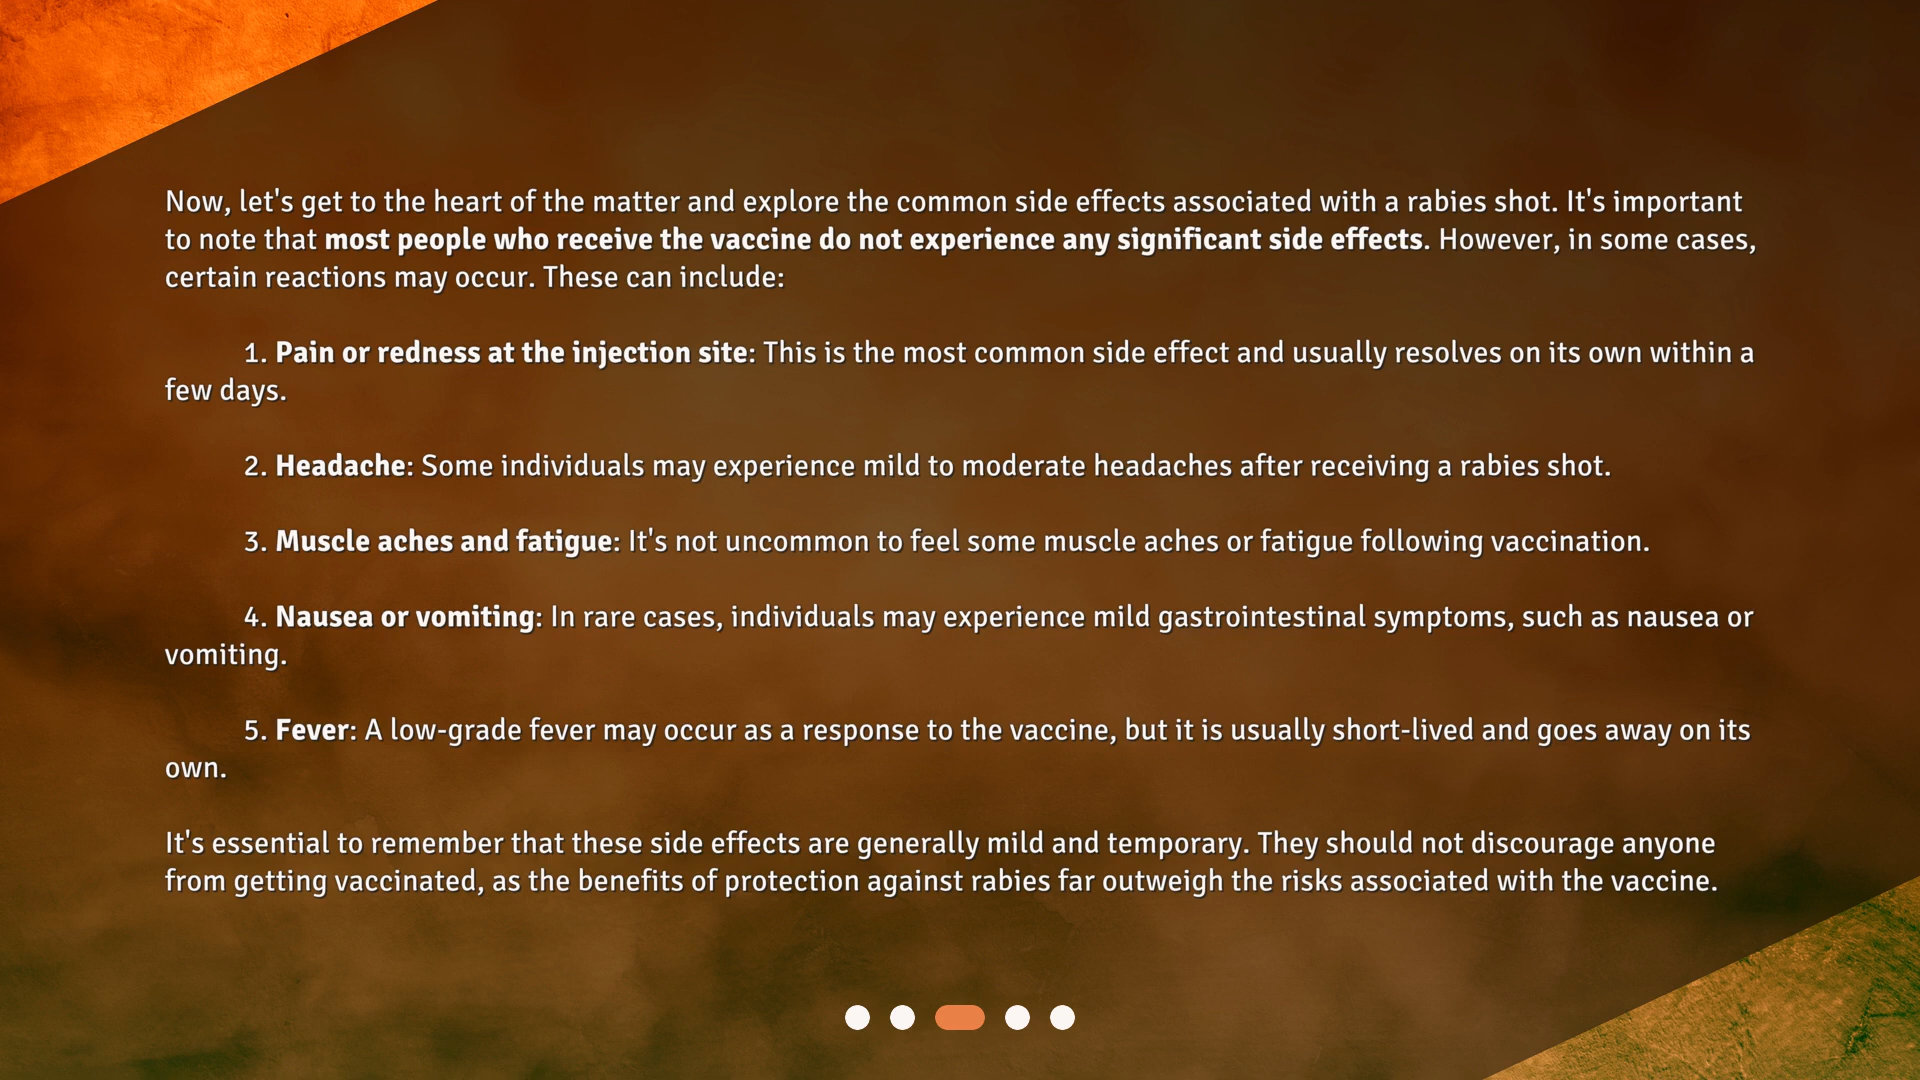 Now, let's get to the heart of the matter and explore the common side effects associated with a rabies shot. It's important
to note that most people who receive the vaccine do not experience any significant side effects. However, in some cases,
certain reactions may occur. These can include:
1. Pain or redness at the injection site: This is the most common side effect and usually resolves on its own within a
few days.
2. Headache: Some individuals may experience mild to moderate headaches after receiving a rabies shot.
3. Muscle aches and fatigue: It's not uncommon to feel some muscle aches or fatigue following vaccination.
4. Nausea or vomiting: In rare cases, individuals may experience mild gastrointestinal symptoms, such as nausea or
vomiting.
5. Fever: A low-grade fever may occur as a response to the vaccine, but it is usually short-lived and goes away on its
own.
It's essential to remember that these side effects are generally mild and temporary. They should not discourage anyone
from getting vaccinated, as the benefits of protection against rabies far outweigh the risks associated with the vaccine.